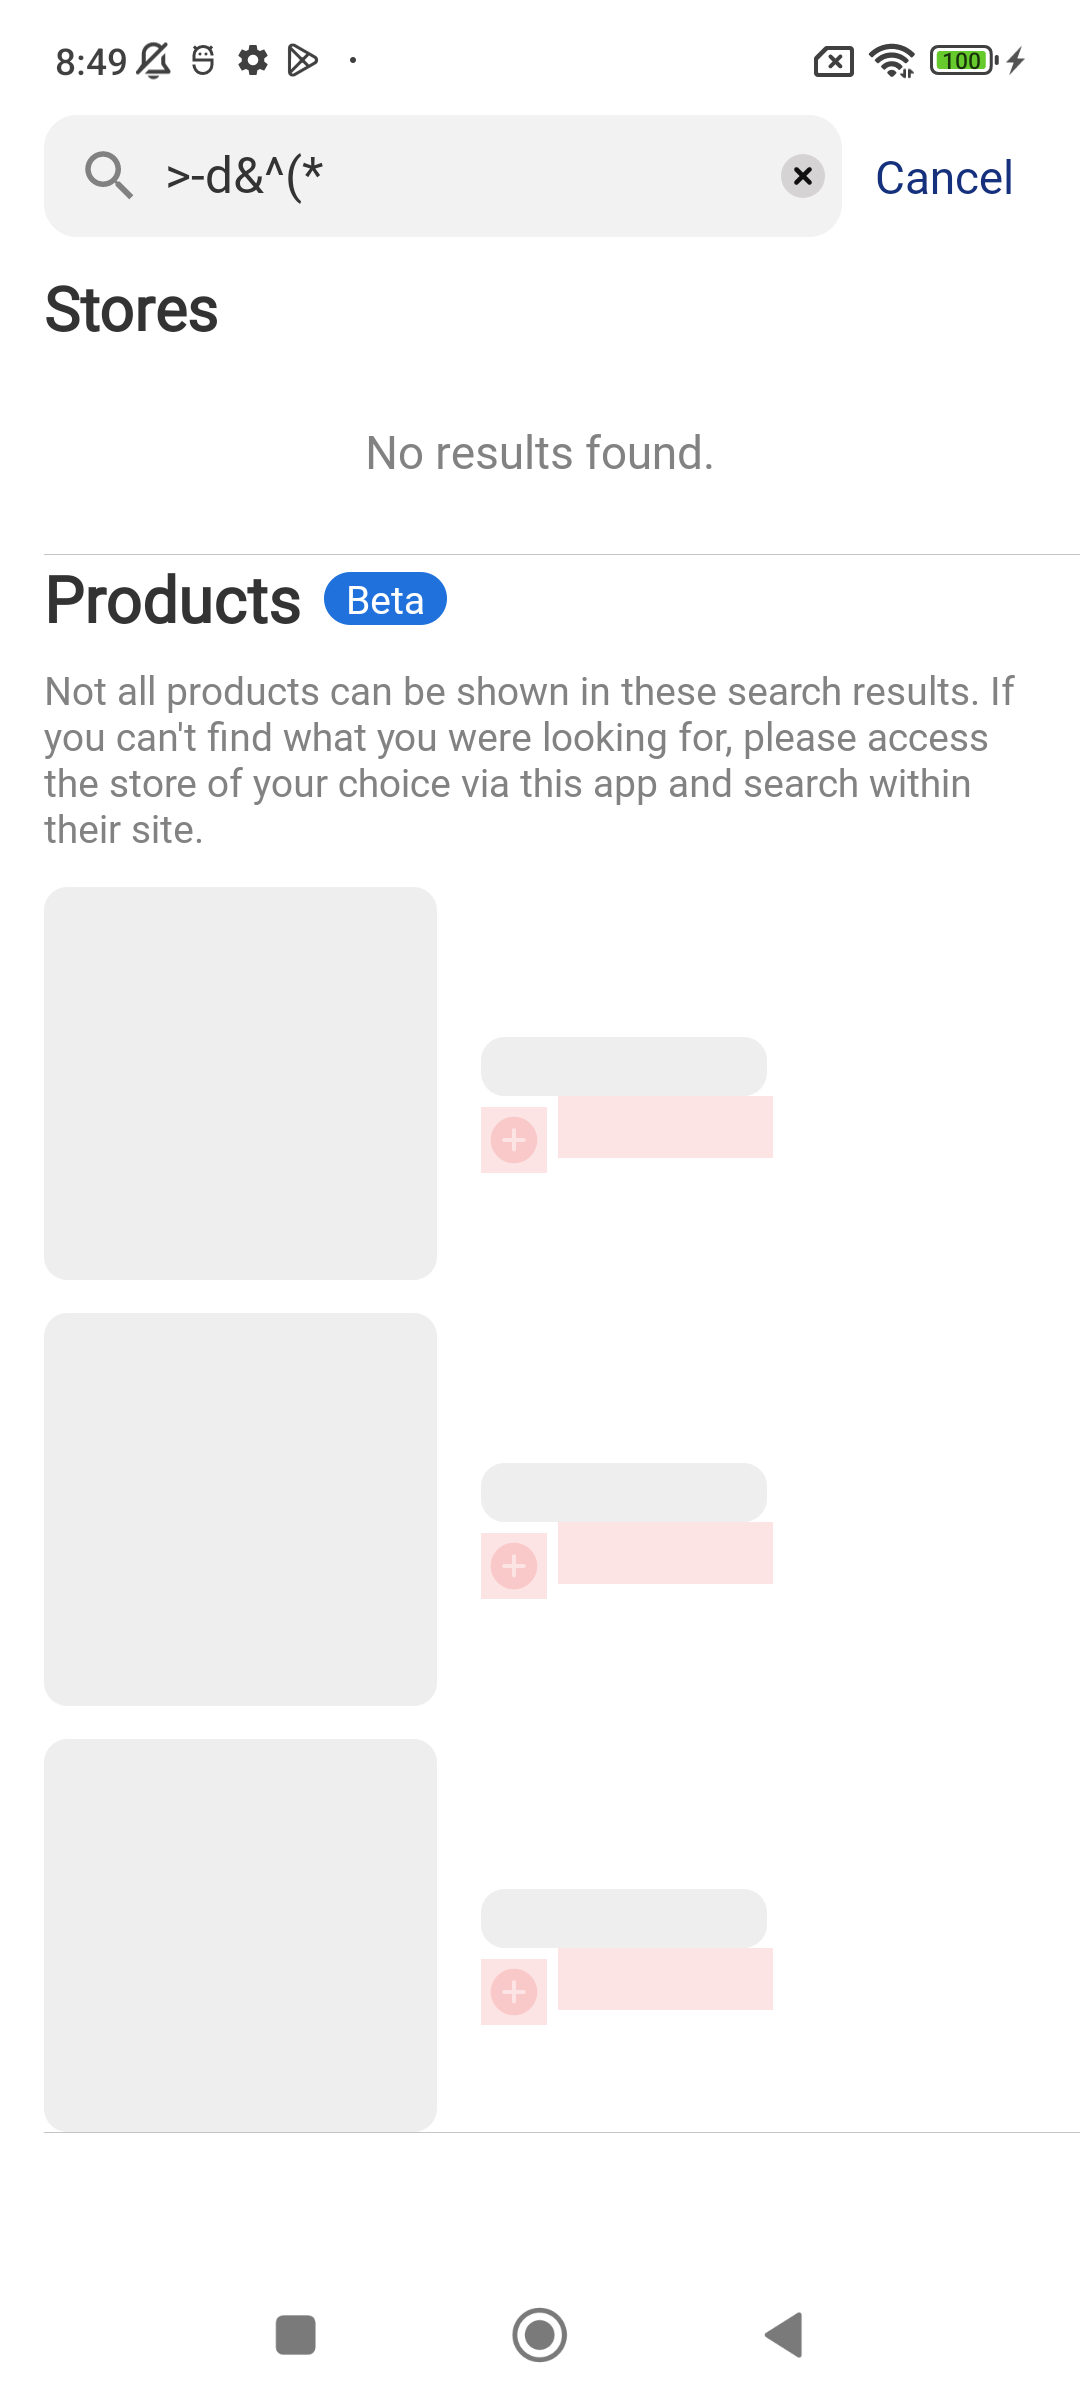 8:49
100
>-d&^(*
Cancel
Stores
No results found.
Products
Beta
Not all products can be shown in these search results. If
you can't find what you were looking for, please access
the store of your choice via this app and search within
their site.